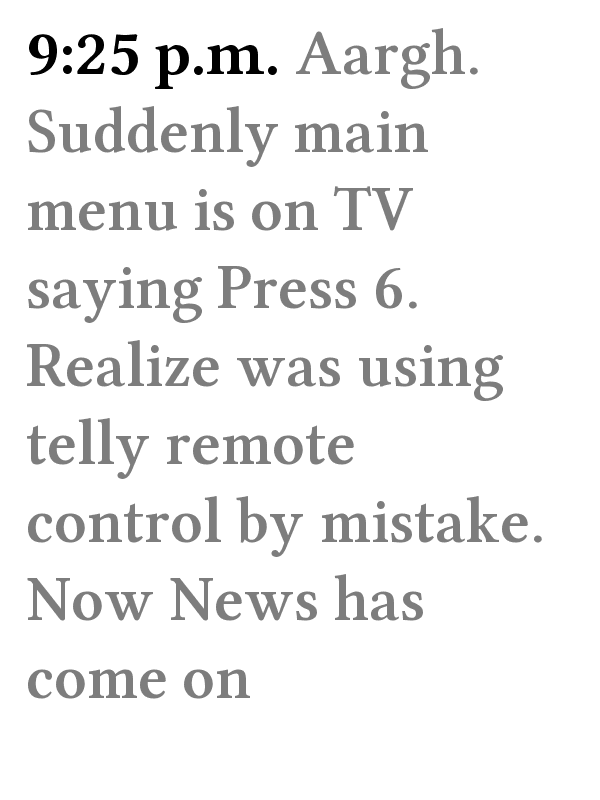 9:25 p.m. Aargh.
Suddenly main
menu is on TV
saying Press 6.
Realize was using
telly remote
control by mistake.
Now News has
come on